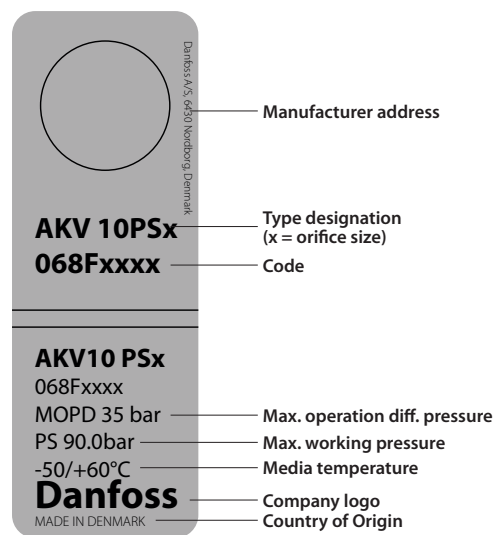 Danfoss A/S, 6430 Nordborg, Denmark
Manufacturer address
AKV 10PSx
Type designation
(x = orifice size)
068Fxxxx
Code
AKV10 PSx
068Fxxxx
MOPD 35 bar
Max. operation diff. pressure
PS 90.0bar
Max. working pressure
-50/+60°C
Media temperature
Danfoss
Company logo
MADE IN DENMARK
Country of Origin